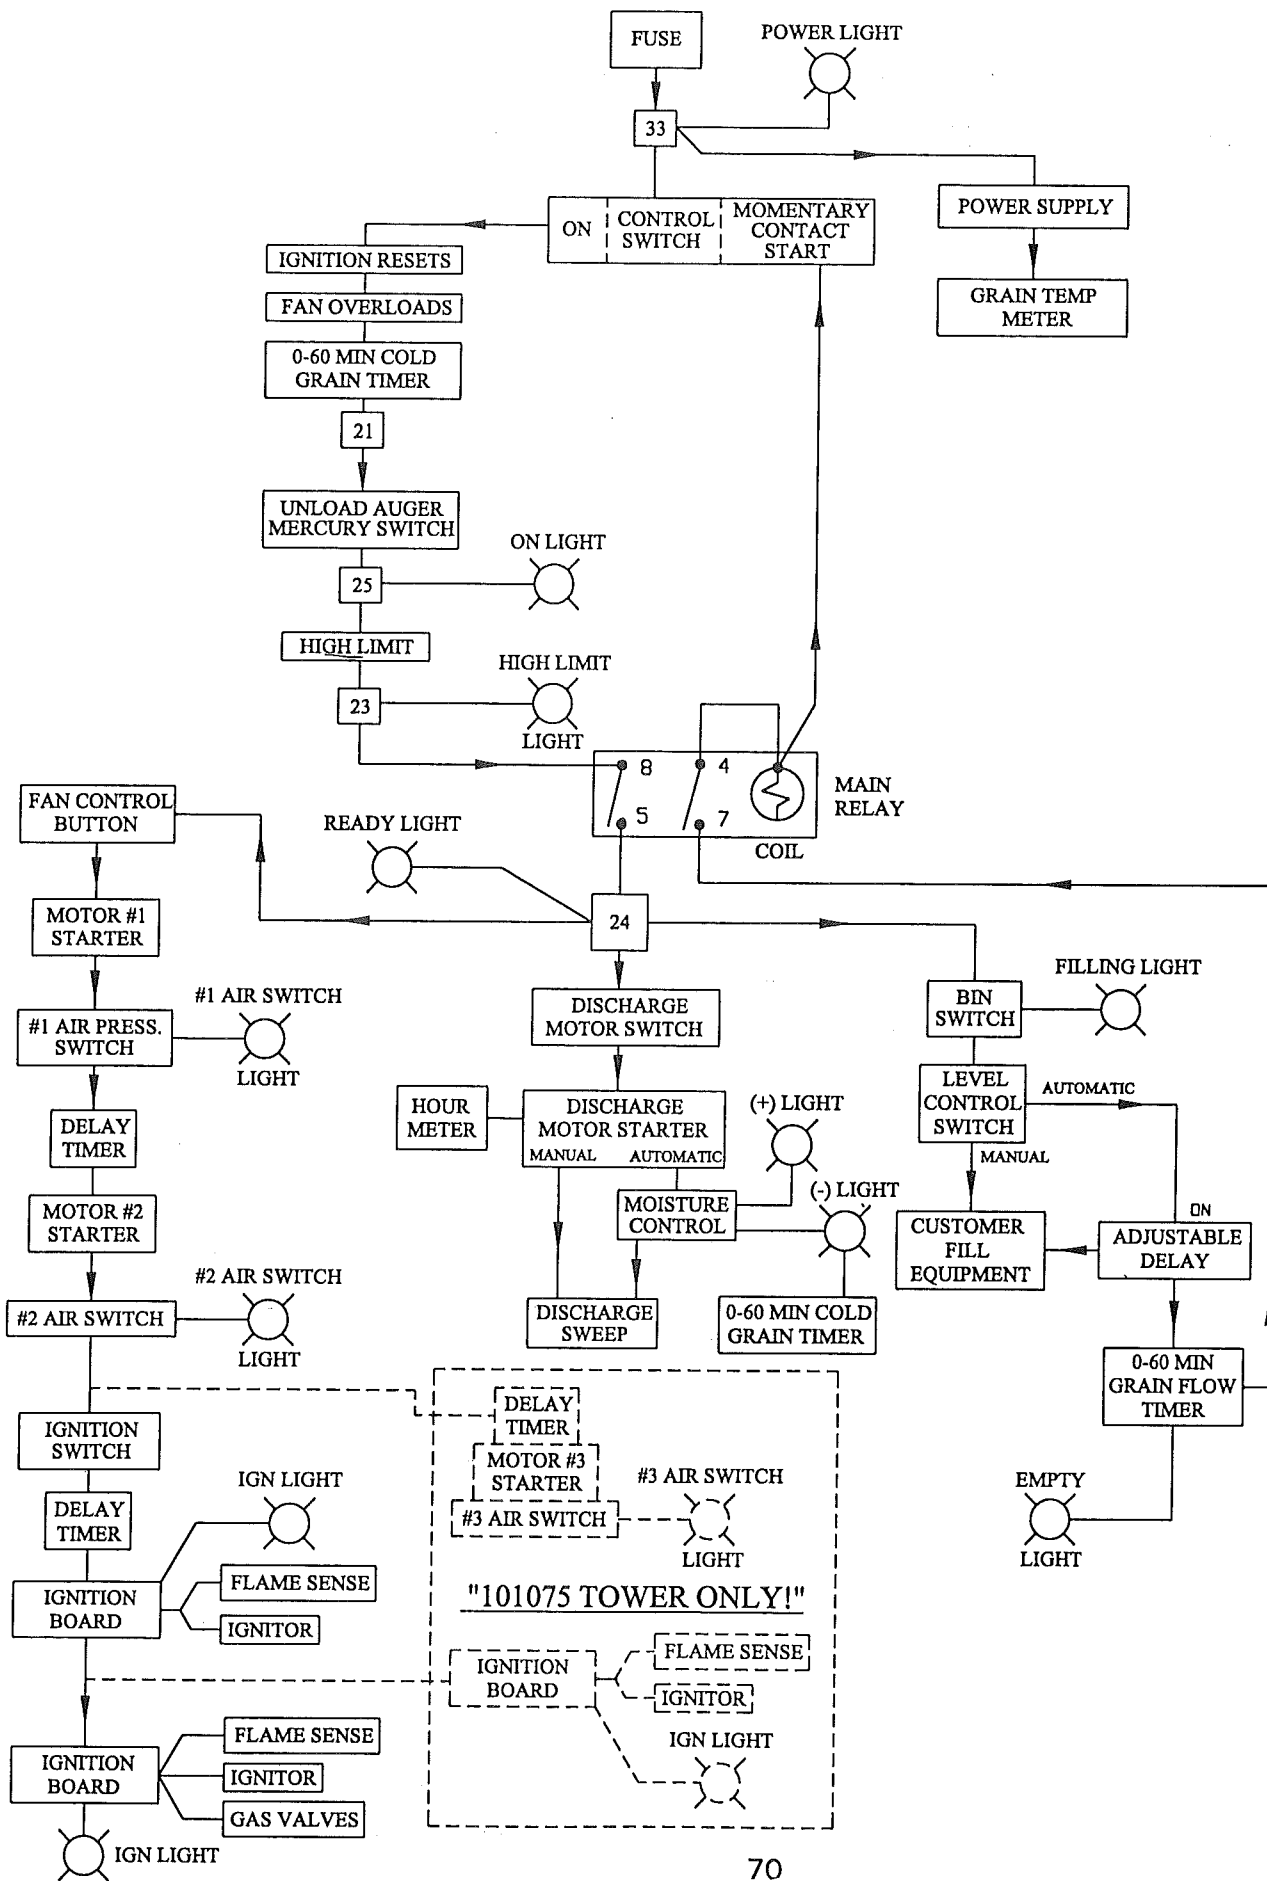 FUSE
POWER LIGHT
33
ON
CONTROL
SWITCH
MOMENTARY
CONTACT
START
POWER SUPPLY
IGNITION RESETS
GRAIN TEMP
METER
FAN OVERLOADS
0-60 MIN COLD
GRAIN TIMER
21
UNLOAD AUGER
MERCURY SWITCH
ON LIGHT
25
HIGH LIMIT
HIGH LIMIT
LIGHT
23
8
4
5
7
MAIN
RELAY
COIL
FAN CONTROL
BUTTON
READY LIGHT
MOTOR #1
STARTER
24
#1 AIR SWITCH
LIGHT
FILLING LIGHT
#1 AIR PRESS.
SWITCH
DISCHARGE
MOTOR SWITCH
BIN
SWITCH
LEVEL
CONTROL
SWITCH
AUTOMATIC
MANUAL
HOUR
METER
DISCHARGE
MOTOR STARTER
MANUAL
AUTOMATIC
(+) LIGHT
(-) LIGHT
DELAY
TIMER
MOTOR #2
STARTER
MOISTURE
CONTROL
CUSTOMER
FILL
EQUIPMENT
ON
ADJUSTABLE
DELAY
#2 AIR SWITCH
LIGHT
#2 AIR SWITCH
DISCHARGE
SWEEP
0-60 MIN COLD
GRAIN TIMER
0-60 MIN
GRAIN FLOW
TIMER
IGNITION
SWITCH
DELAY
TIMER
MOTOR #3
STARTER
#3 AIR SWITCH
#3 AIR SWITCH
LIGHT
EMPTY
LIGHT
IGN LIGHT
DELAY
TIMER
IGNITION
BOARD
FLAME SENSE
IGNITOR
"101075 TOWER ONLY!"
IGNITION
BOARD
FLAME SENSE
IGNITOR
IGN LIGHT
IGNITION
BOARD
FLAME SENSE
IGNITOR
GAS VALVES
IGN LIGHT
70